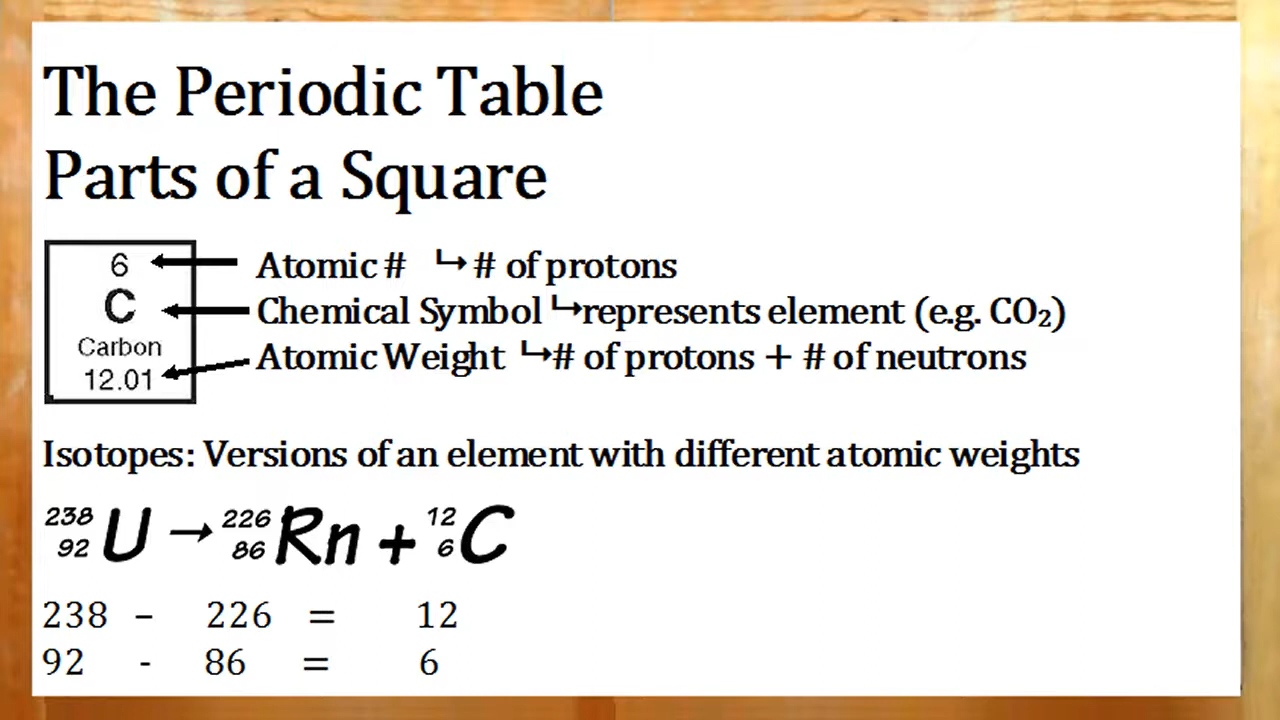 The Periodic Table
Parts of a Square
6
C
Carbon
12.01
Atomic # ↳ # of protons
Chemical Symbol ↳represents element (e.g. CO₂)
Atomic Weight ↳# of protons + # of neutrons
Isotopes: Versions of an element with different atomic weights
²³⁸₉₂U → ²²⁶₈₆Rn + ¹²₆C
238 – 226 = 12
92 - 86 = 6